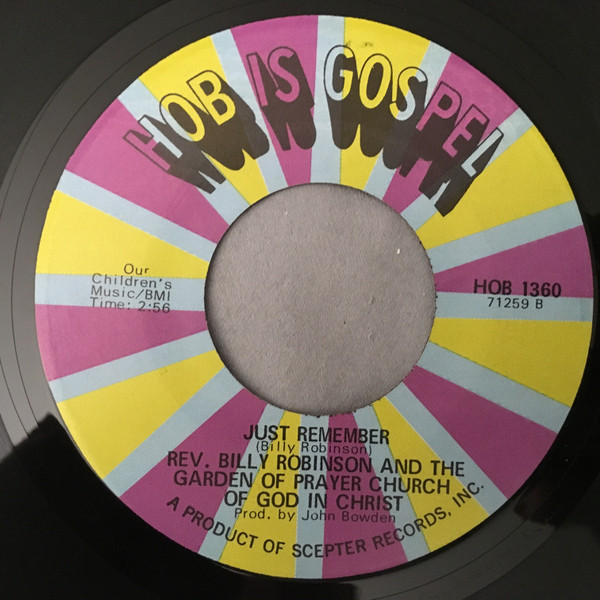 HOB IS GOSPEL
Our
Children's
Music/BMI
Time: 2:56
HOB 1360
71259 B
JUST REMEMBER
(Billy Robinson)
REV. BILLY ROBINSON AND THE
GARDEN OF PRAYER CHURCH
OF GOD IN CHRIST
Prod. by John Bowden
A PRODUCT OF SCEPTER RECORDS, INC.